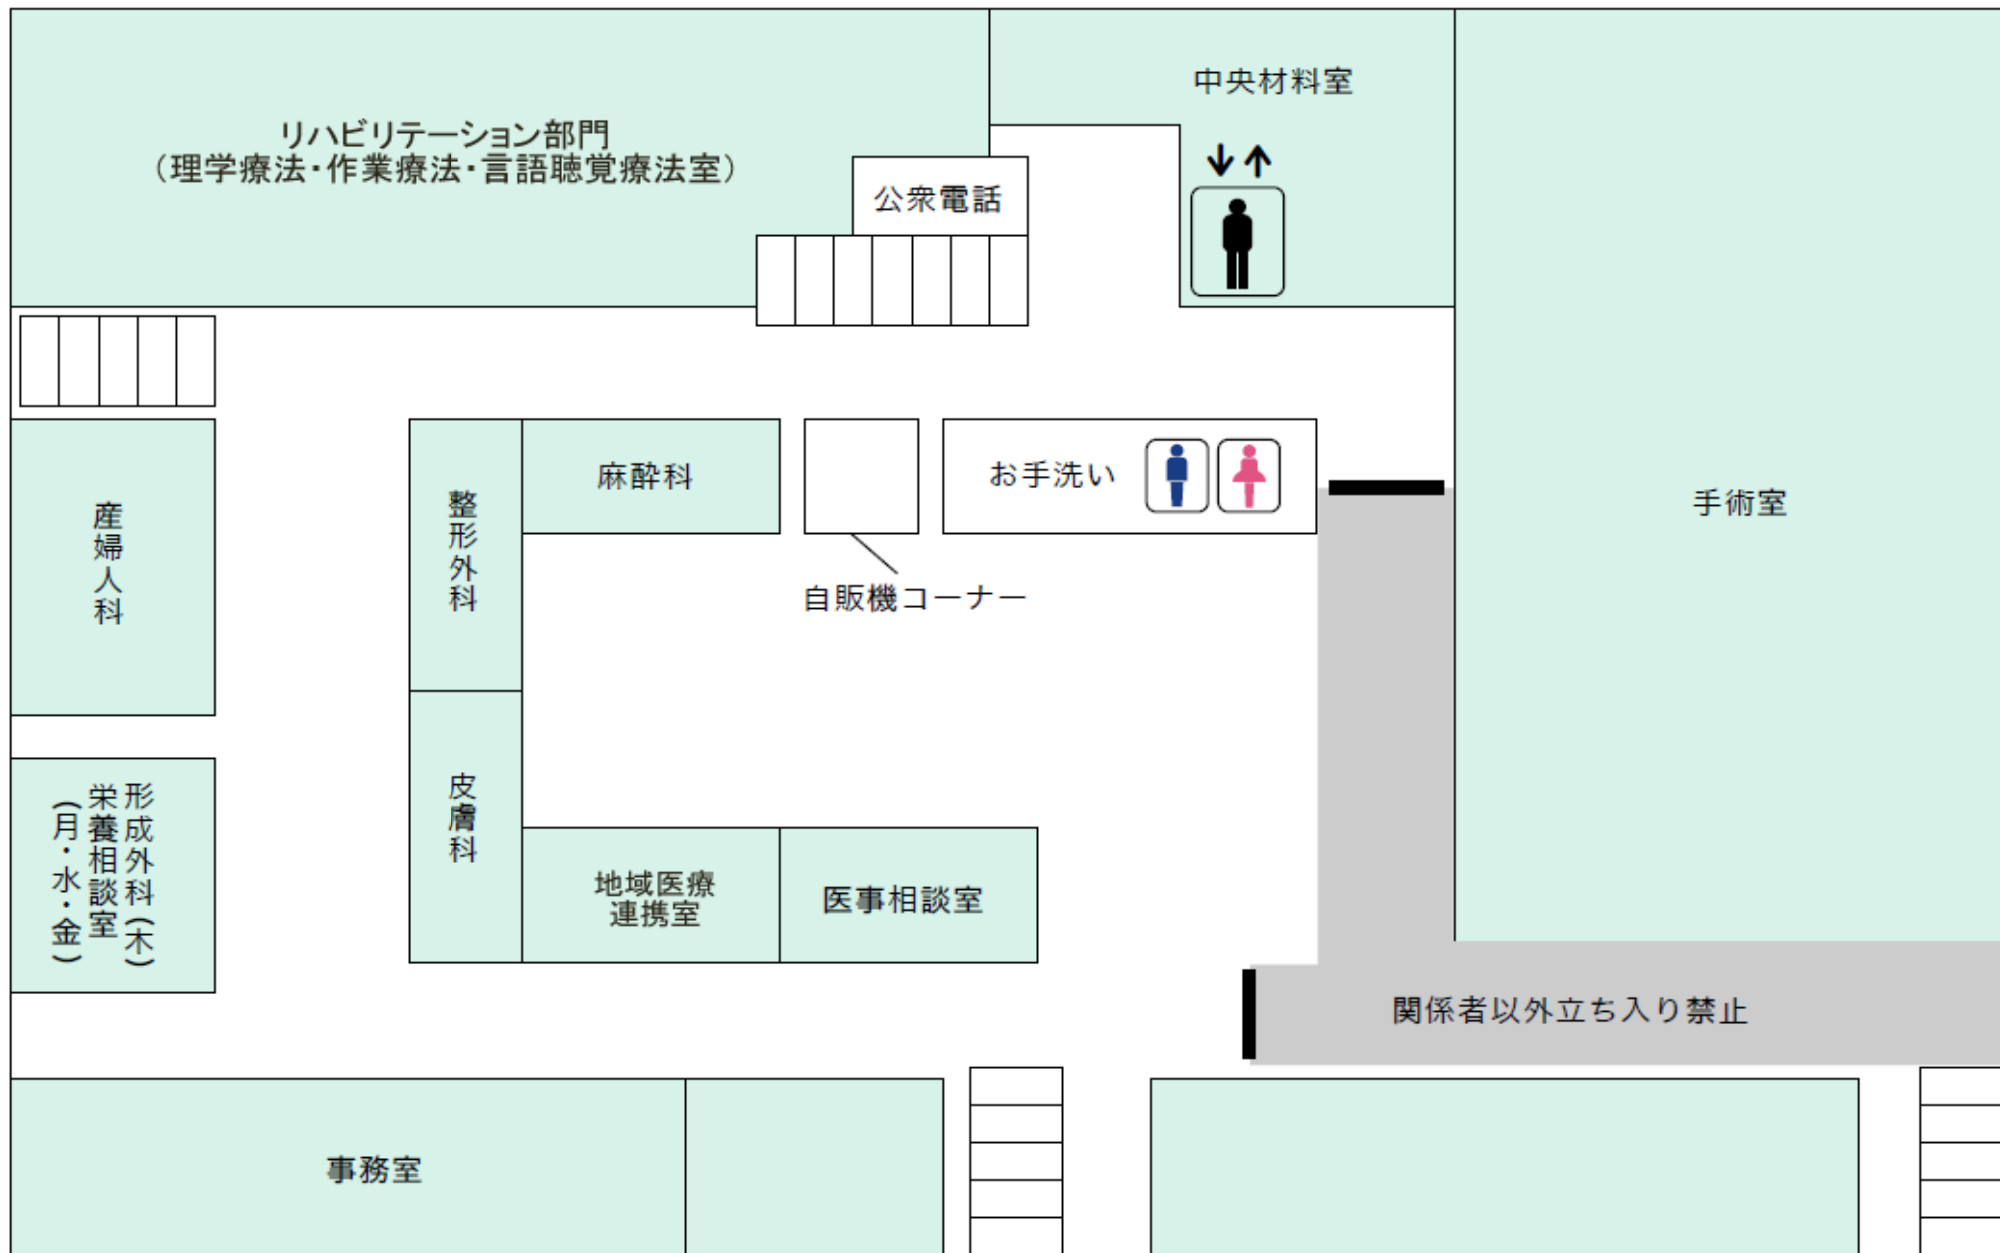 中央材料室
リハビリテーション部門
（理学療法・作業療法・言語聴覚療法室）
公衆電話
麻酔科
お手洗い
手術室
産婦人科
整形外科
自販機コーナー
形成外科(木)
栄養相談室
(月・水・金)
皮膚科
地域医療
連携室
医事相談室
関係者以外立ち入り禁止
事務室